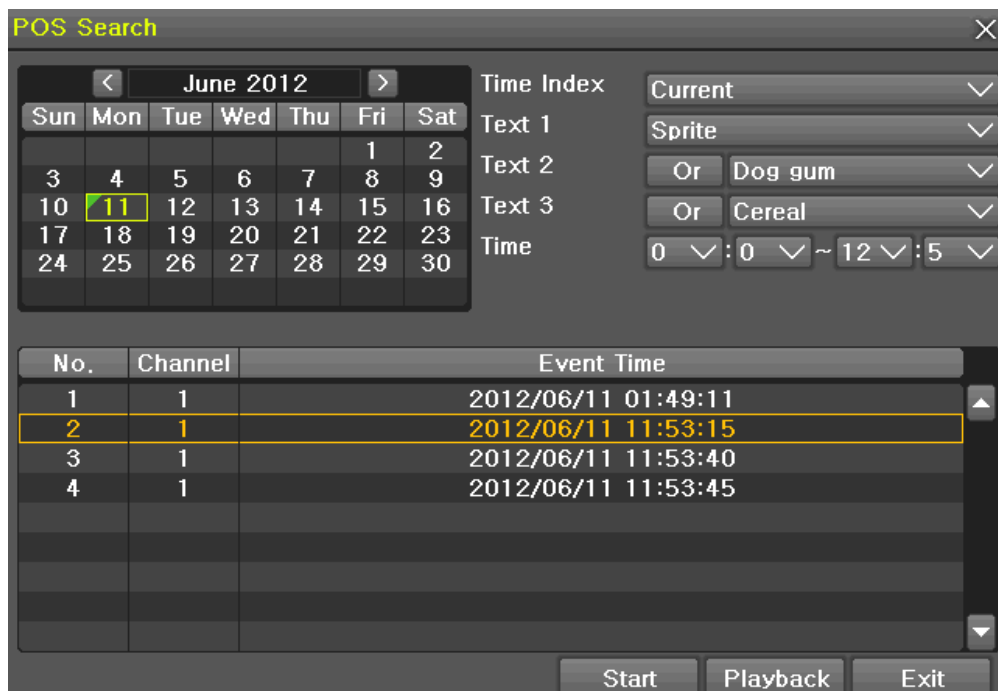 POS Search
June 2012
Sun Mon Tue Wed Thu Fri Sat
1 2
3 4 5 6 7 8 9
10 11 12 13 14 15 16
17 18 19 20 21 22 23
24 25 26 27 28 29 30
Time Index Current
Text 1 Sprite
Text 2 Or Dog gum
Text 3 Or Cereal
Time 0 : 0 ~ 12 : 5
No. Channel Event Time
1 1 2012/06/11 01:49:11
2 1 2012/06/11 11:53:15
3 1 2012/06/11 11:53:40
4 1 2012/06/11 11:53:45
Start Playback Exit